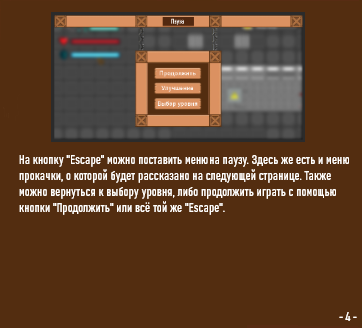 Пауза
Продолжить
Улучшения
Выбор уровня
На кнопку "Escape" можно поставить менюна паузу. Здесь же есть и меню
прокачки, о которой будет рассказано на следующей странице. Также
можно вернуться к выбору уровня, либо продолжить играть с помощью
кнопки "Продолжить" или всё той же "Escape".
- 4 -